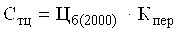 Стц = Цб(2000) · Кпер